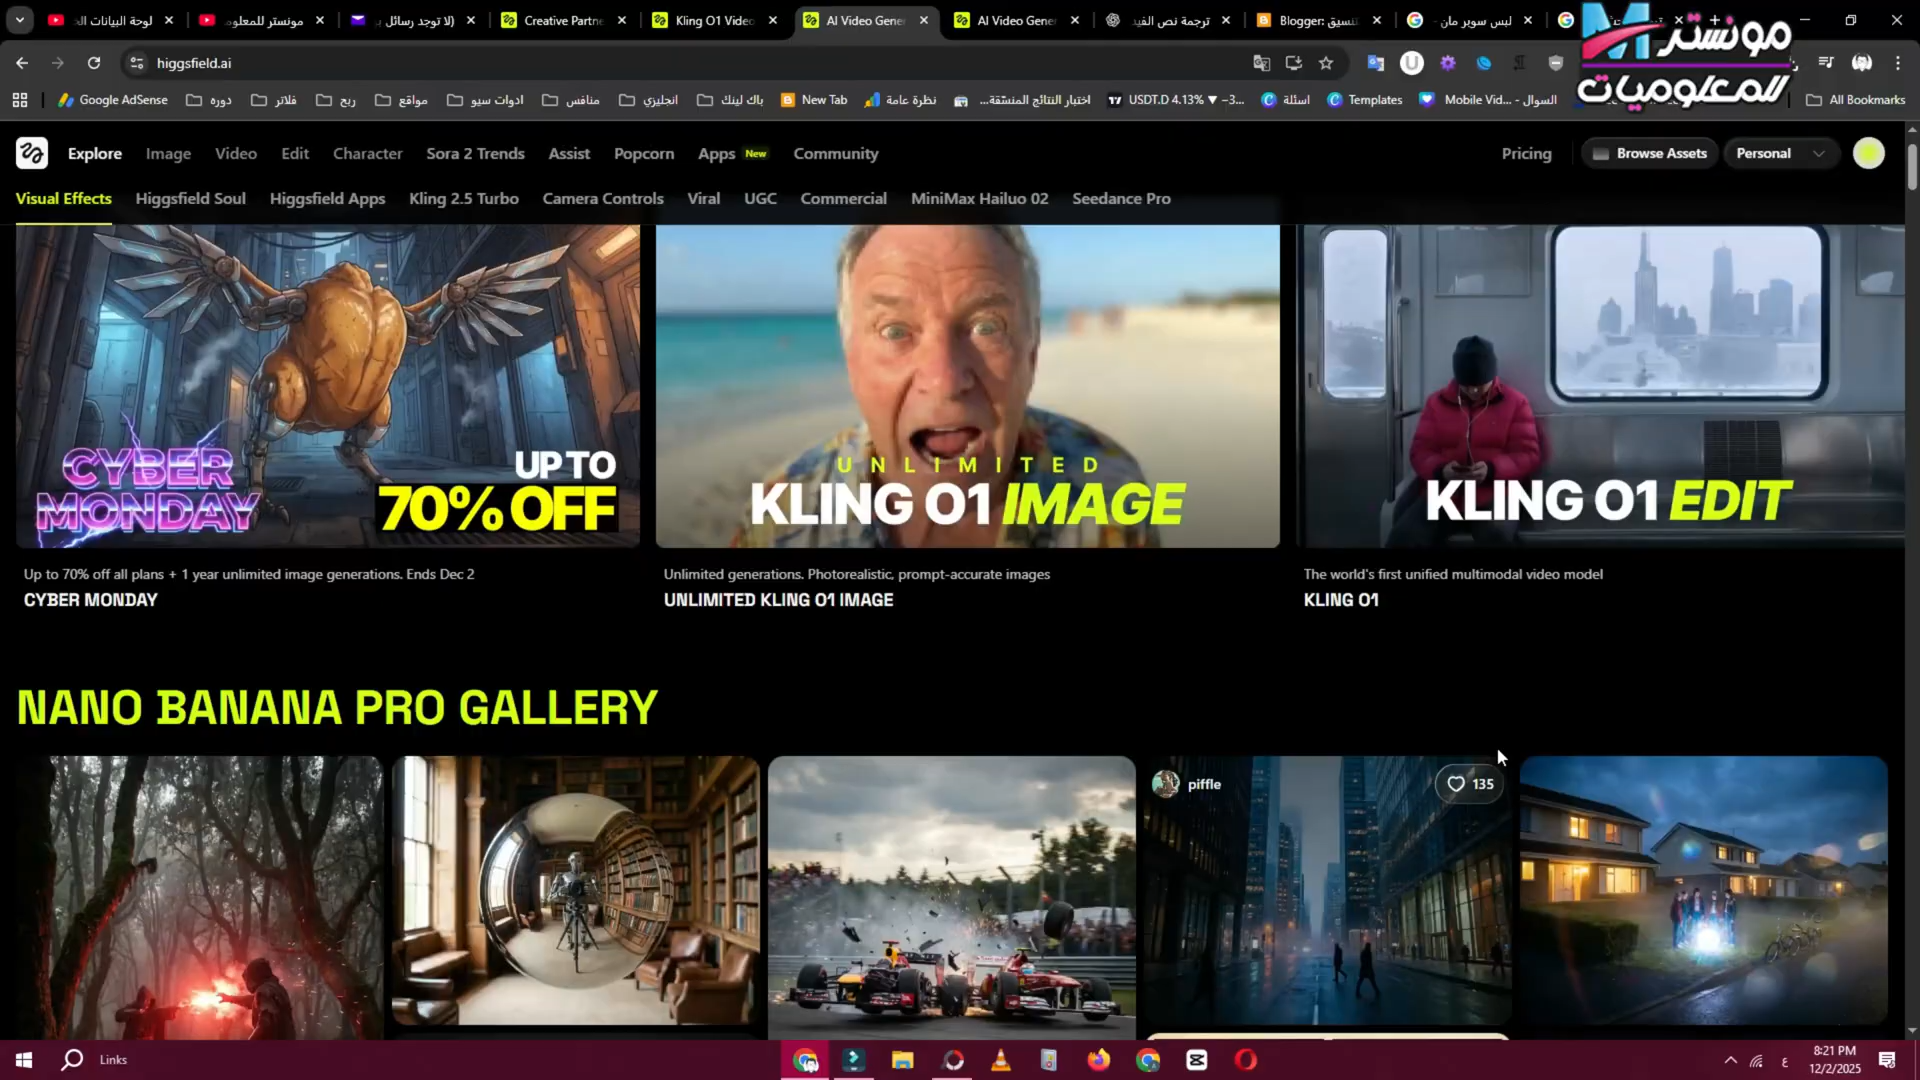 لوحة البيانات
مونستر للمعلوم
(لا توجد رسائل
Creative Partne
Kling O1 Video
AI Video Gene
AI Video Gene
ترجمة نص الفيد
Blogger: تنسيق
لبس سوبر مان -
مونستر
للمعلوميات
higgsfield.ai
Google AdSense
دوره
فلاتر
ربح
مواقع
ادوات سيو
منافس
انجليزي
باك لينك
New Tab
نظرة عامة
اختبار النتائج المنسّقة...
USDT.D 4.13% ▼ −3...
اسئلة
Templates
Mobile Vid... - السوال
All Bookmarks
Explore
Image
Video
Edit
Character
Sora 2 Trends
Assist
Popcorn
Apps New
Community
Pricing
Browse Assets
Personal
Visual Effects
Higgsfield Soul
Higgsfield Apps
Kling 2.5 Turbo
Camera Controls
Viral
UGC
Commercial
MiniMax Hailuo 02
Seedance Pro
CYBER
MONDAY
UP TO
70% OFF
UNLIMITED
KLING O1 IMAGE
KLING O1 EDIT
Up to 70% off all plans + 1 year unlimited image generations. Ends Dec 2
CYBER MONDAY
Unlimited generations. Photorealistic, prompt-accurate images
UNLIMITED KLING O1 IMAGE
The world's first unified multimodal video model
KLING O1
NANO BANANA PRO GALLERY
piffle
135
Links
ع
8:21 PM
12/2/2025